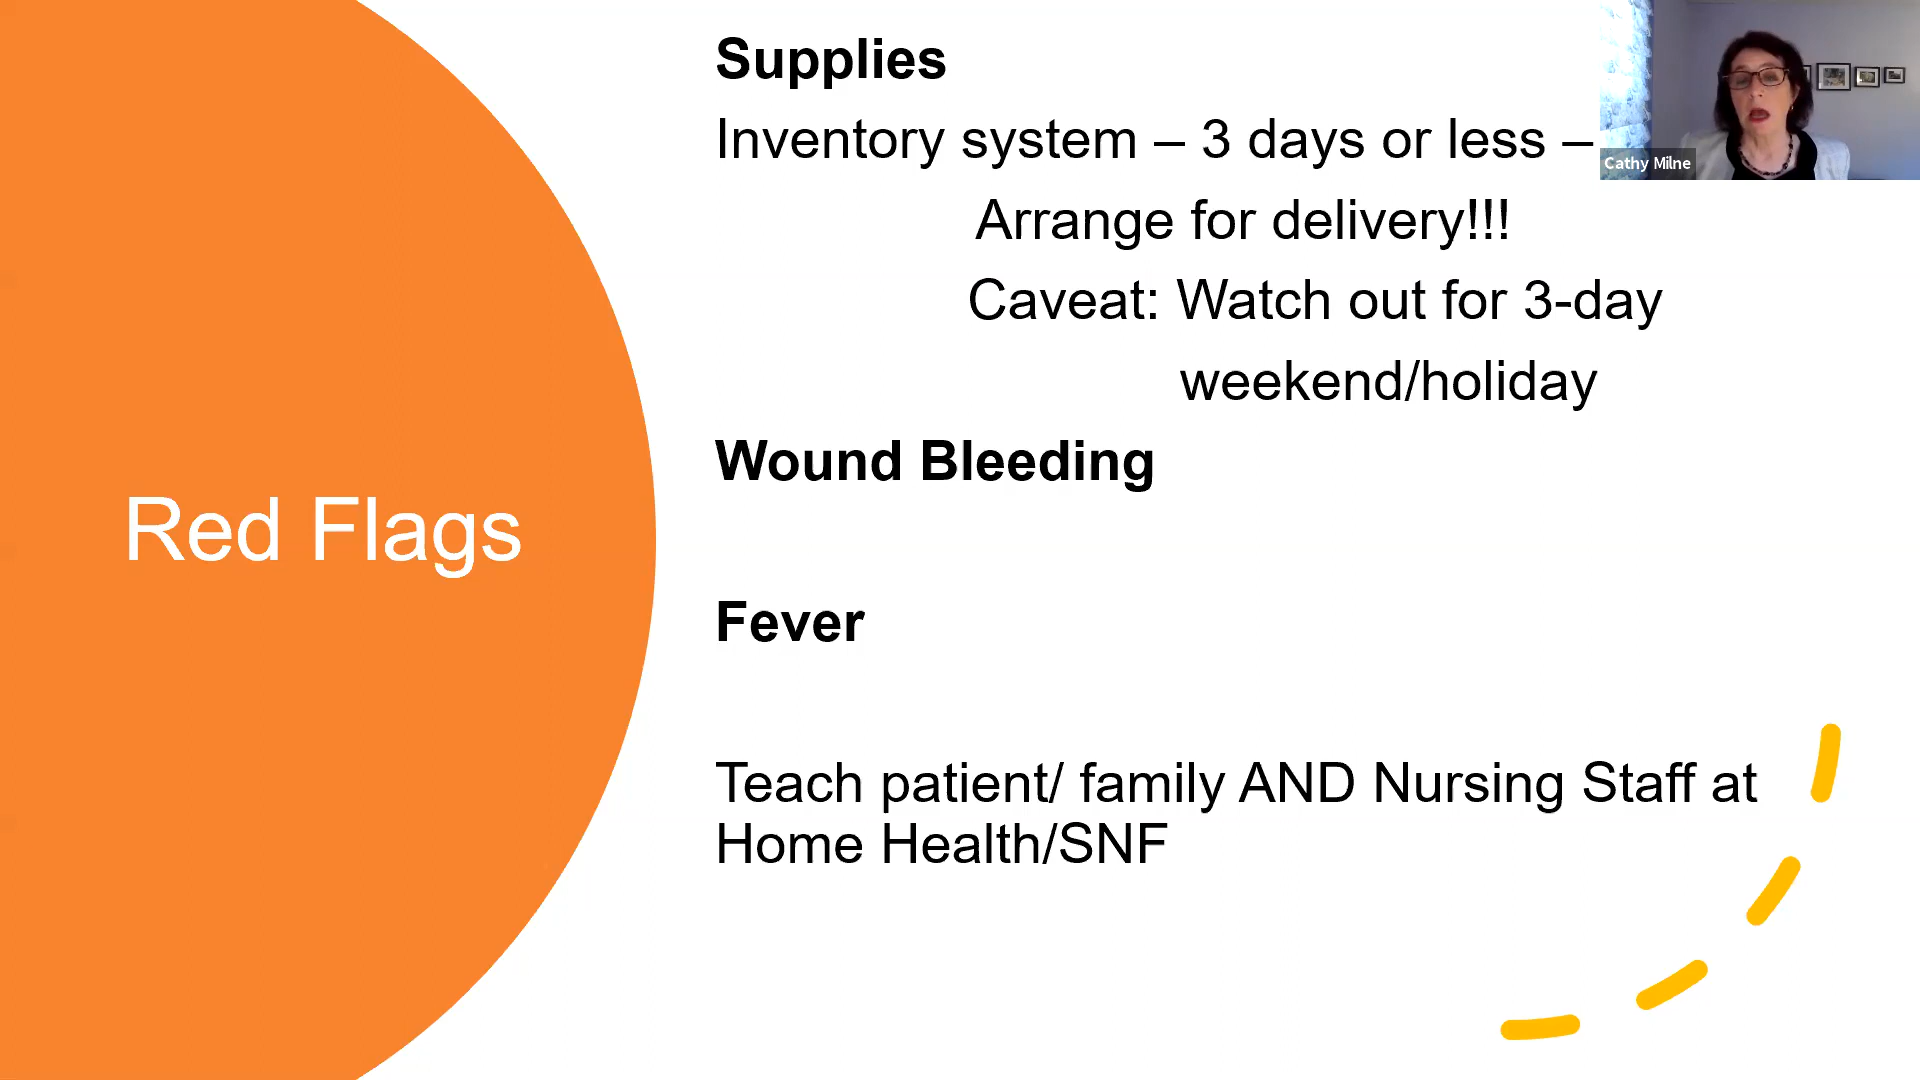 Red Flags
Supplies
Inventory system – 3 days or less –
Arrange for delivery!!!
Caveat: Watch out for 3-day
weekend/holiday
Wound Bleeding
Fever
Teach patient/ family AND Nursing Staff at
Home Health/SNF
Cathy Milne